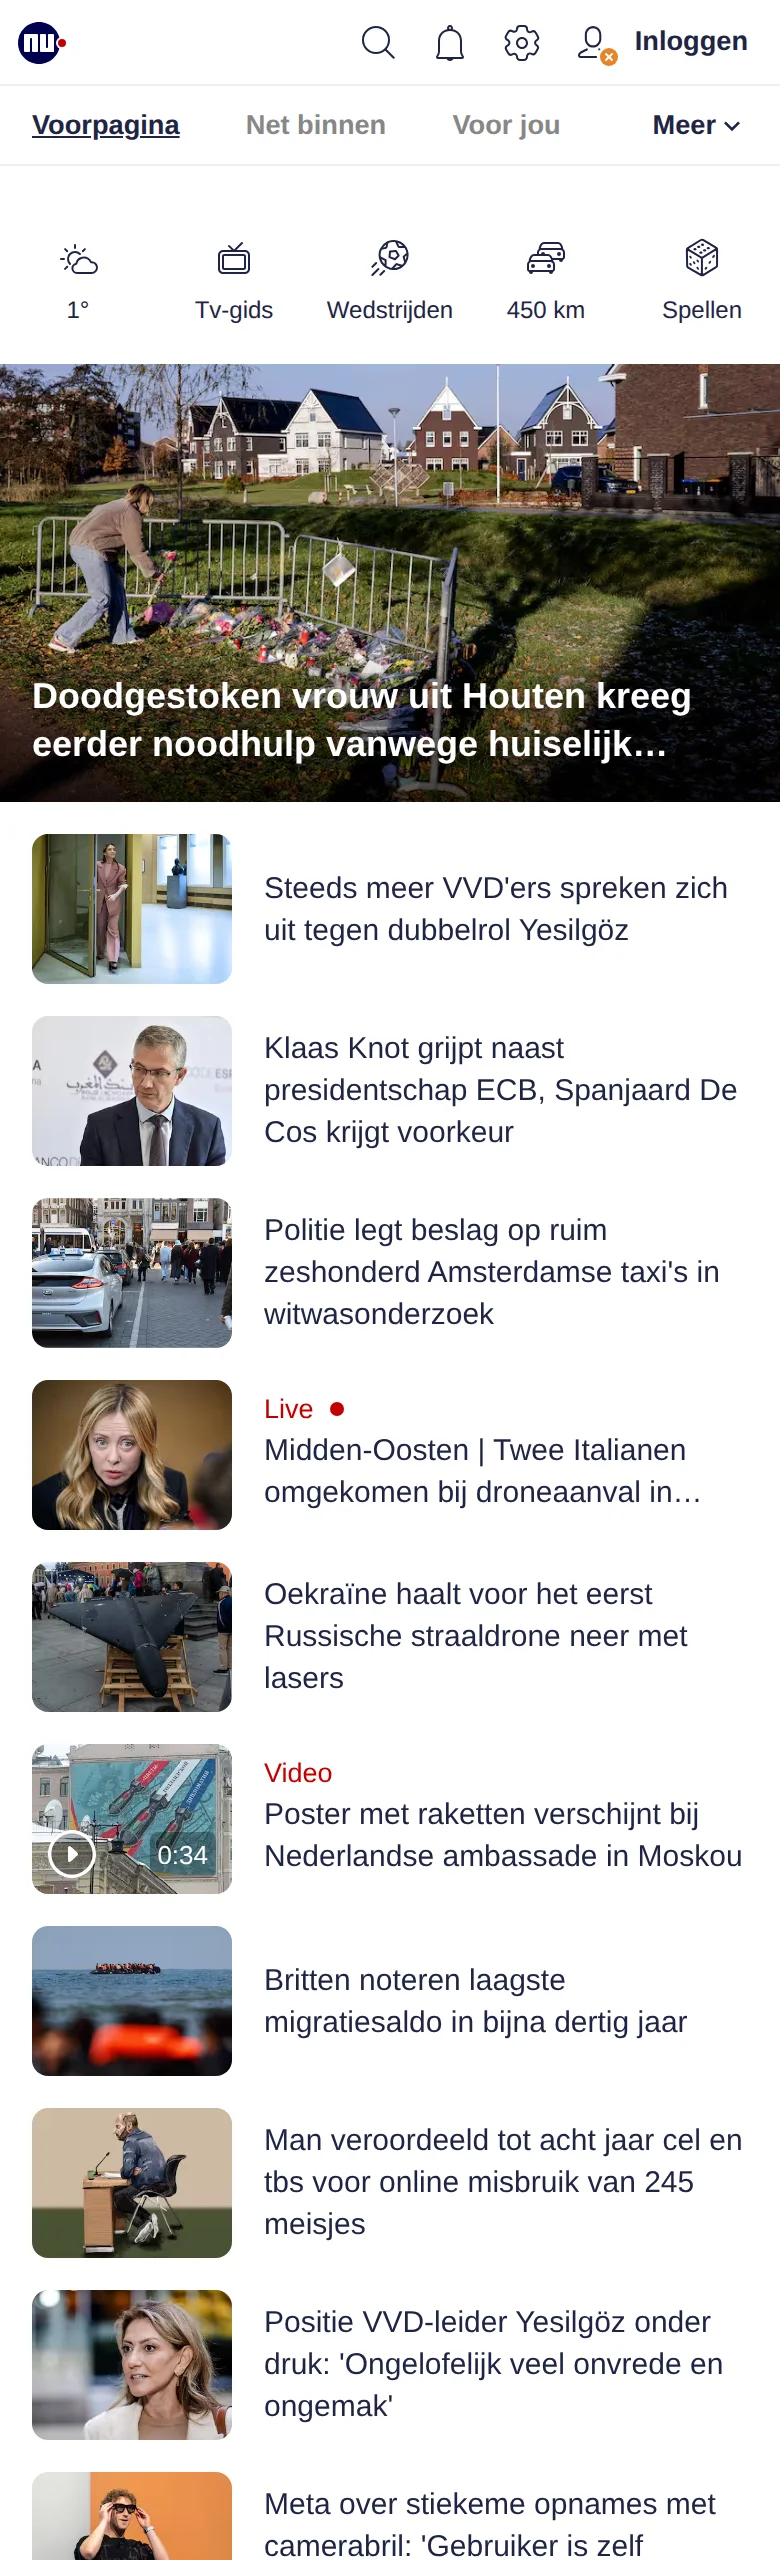 nu
Inloggen
Voorpagina
Net binnen
Voor jou
Meer
1°
Tv-gids
Wedstrijden
450 km
Spellen
Doodgestoken vrouw uit Houten kreeg
eerder noodhulp vanwege huiselijk...
Steeds meer VVD'ers spreken zich
uit tegen dubbelrol Yesilgöz
Klaas Knot grijpt naast
presidentschap ECB, Spanjaard De
Cos krijgt voorkeur
Politie legt beslag op ruim
zeshonderd Amsterdamse taxi's in
witwasonderzoek
Live
Midden-Oosten | Twee Italianen
omgekomen bij droneaanval in...
Oekraïne haalt voor het eerst
Russische straaldrone neer met
lasers
0:34
Video
Poster met raketten verschijnt bij
Nederlandse ambassade in Moskou
Britten noteren laagste
migratiesaldo in bijna dertig jaar
Man veroordeeld tot acht jaar cel en
tbs voor online misbruik van 245
meisjes
Positie VVD-leider Yesilgöz onder
druk: 'Ongelofelijk veel onvrede en
ongemak'
Meta over stiekeme opnames met
camerabril: 'Gebruiker is zelf